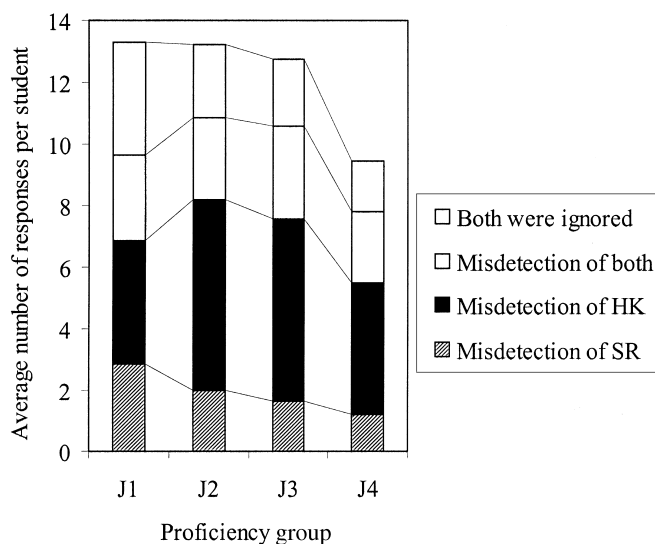 Average number of responses per student
14
12
10
8
6
4
2
0
J1 J2 J3 J4
Proficiency group
Both were ignored
Misdetection of both
Misdetection of HK
Misdetection of SR